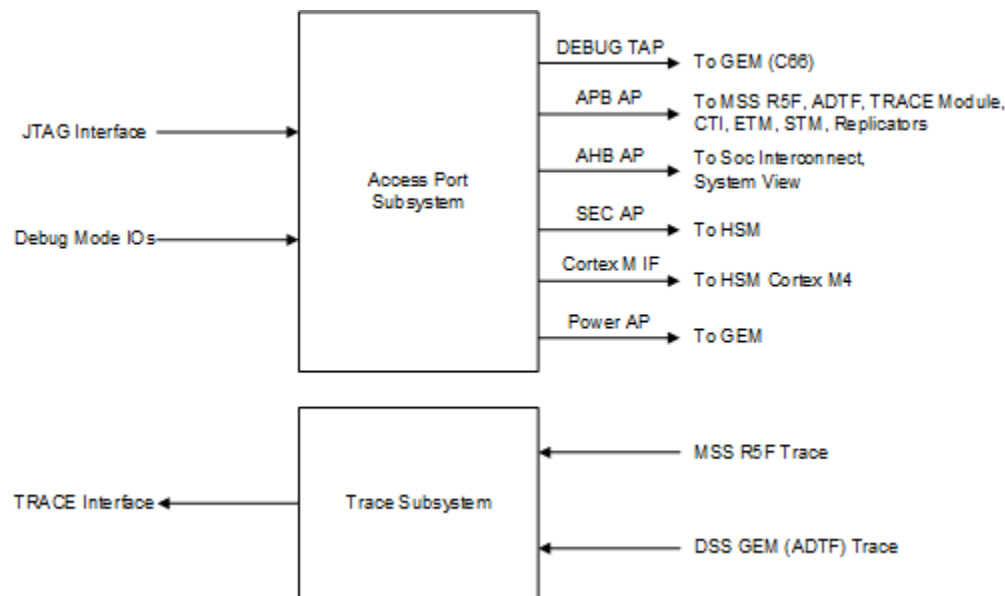 DEBUG TAP
To GEM (C66)
APB AP
To MSS R5F, ADTF, TRACE Module,
CTI, ETM, STM, Replicators
JTAG Interface
AHB AP
To Soc Interconnect,
System View
Access Port
Subsystem
SEC AP
To HSM
Debug Mode IOs
Cortex M IF
To HSM Cortex M4
Power AP
To GEM
MSS R5F Trace
TRACE Interface
Trace Subsystem
DSS GEM (ADTF) Trace